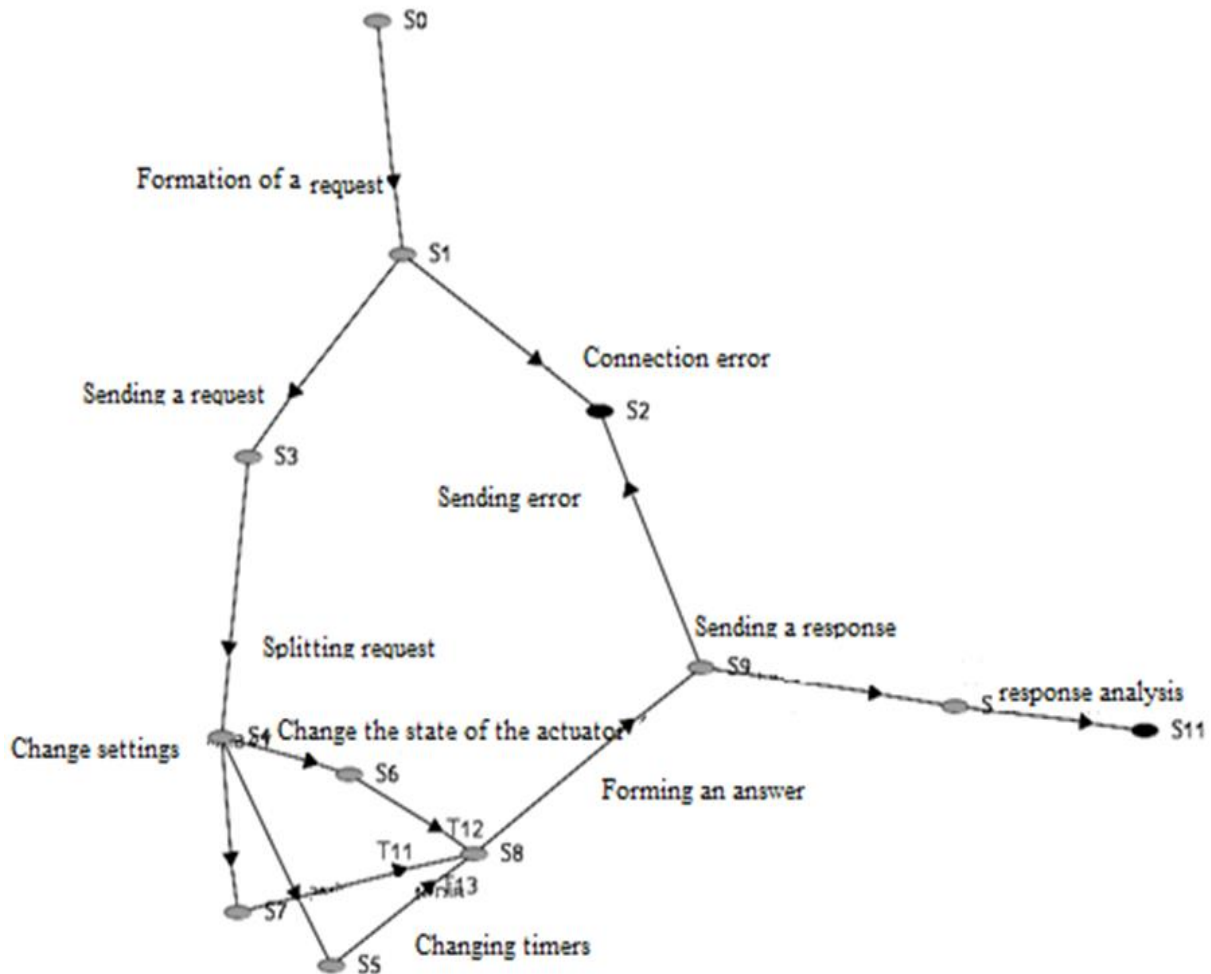 S0
Formation of a request
S1
Connection error
Sending a request
S2
S3
Sending error
Sending a response
Splitting request
S9
response analysis
S
S11
S4
Change the state of the actuator
Change settings
S6
Forming an answer
T12
T11
S8
T13
S7
Changing timers
S5